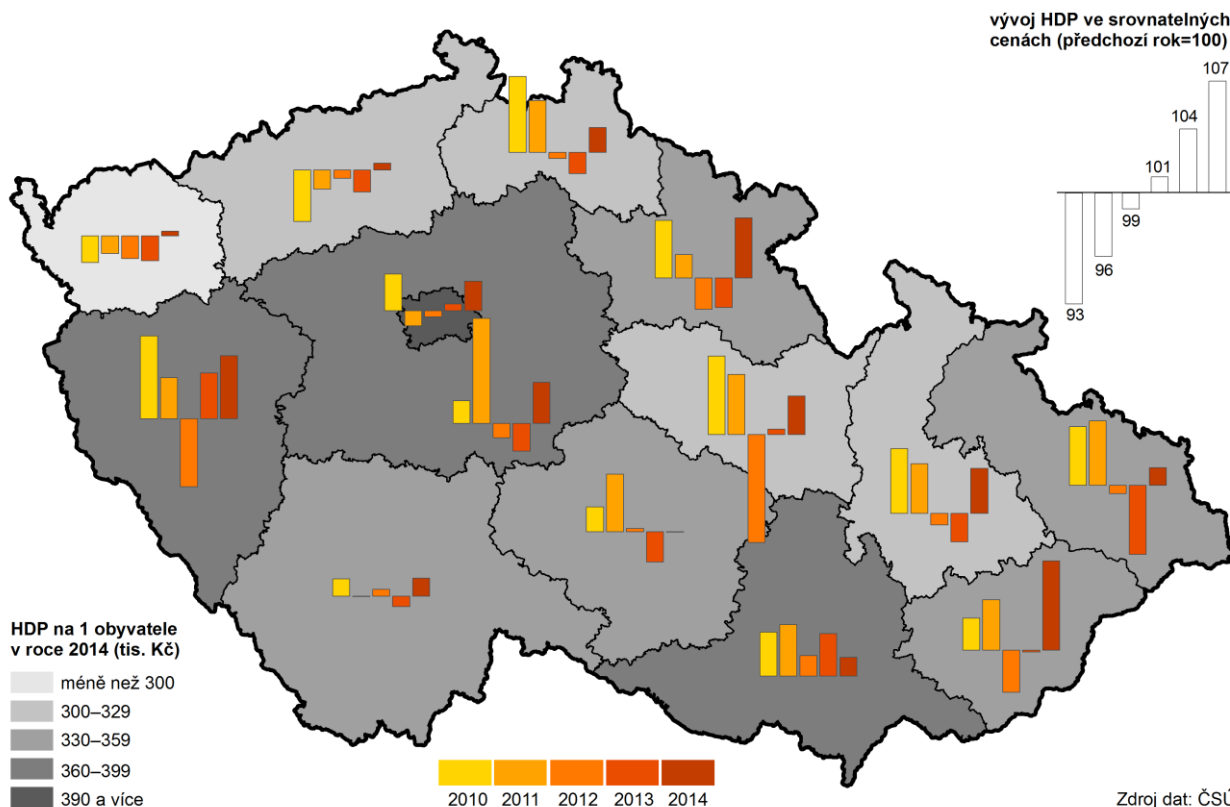 vývoj HDP ve srovnatelných
cenách (předchozí rok=100)
107
104
101
99
96
93
HDP na 1 obyvatele
v roce 2014 (tis. Kč)
méně než 300
300–329
330–359
360–399
390 a více
2010 2011 2012 2013 2014
Zdroj dat: ČSÚ